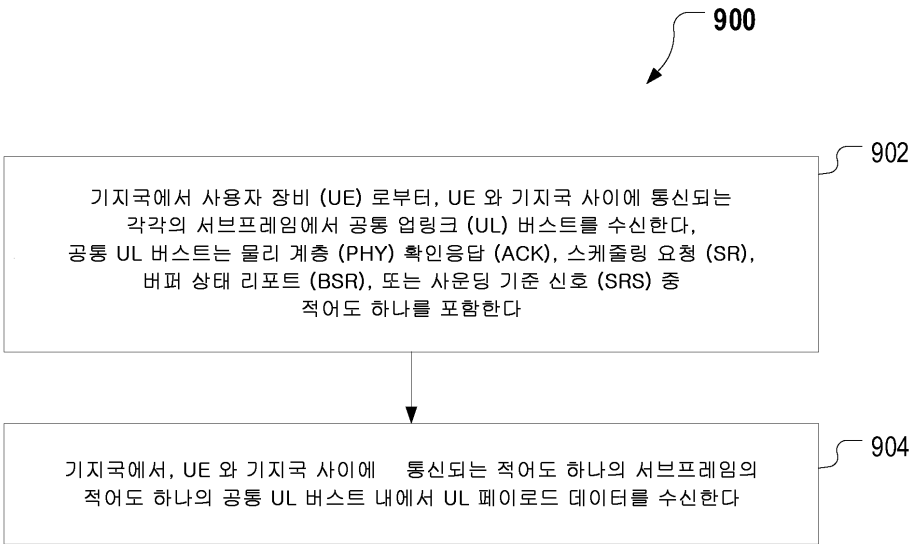 900
902
기지국에서 사용자 장비 (UE) 로부터, UE 와 기지국 사이에 통신되는
각각의 서브프레임에서 공통 업링크 (UL) 버스트를 수신한다,
공통 UL 버스트는 물리 계층 (PHY) 확인응답 (ACK), 스케줄링 요청 (SR),
버퍼 상태 리포트 (BSR), 또는 사운딩 기준 신호 (SRS) 중
적어도 하나를 포함한다
904
기지국에서, UE 와 기지국 사이에 통신되는 적어도 하나의 서브프레임의
적어도 하나의 공통 UL 버스트 내에서 UL 페이로드 데이터를 수신한다